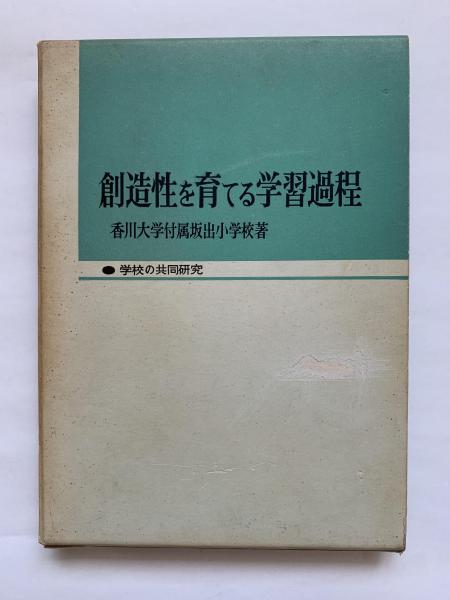 創造性を育てる学習過程
香川大学付属坂出小学校著
●学校の共同研究